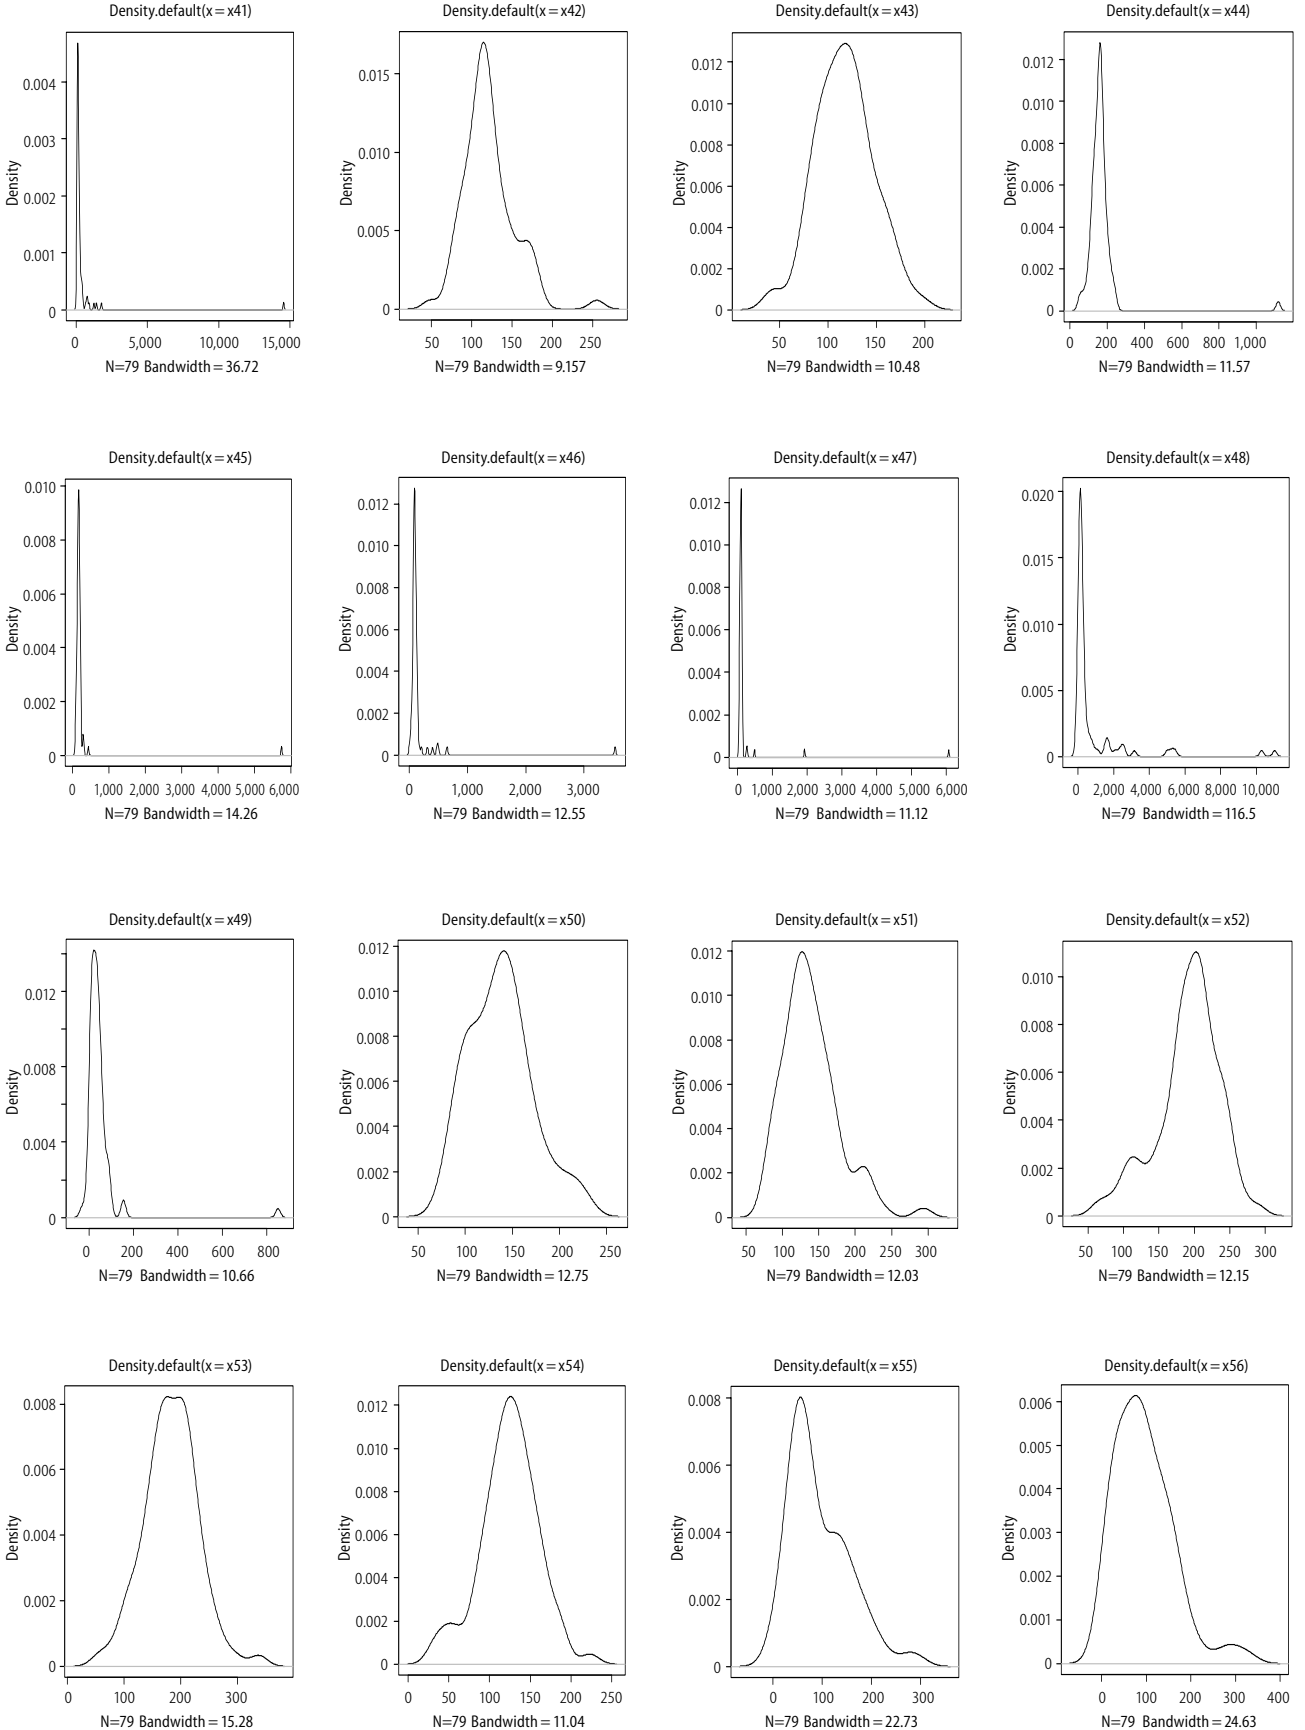 Density.default(x = x41)
Density
0.004
0.003
0.002
0.001
0
0 5,000 10,000 15,000
N=79 Bandwidth = 36.72
Density.default(x = x42)
Density
0.015
0.010
0.005
0
50 100 150 200 250
N=79 Bandwidth = 9.157
Density.default(x = x43)
Density
0.012
0.010
0.008
0.006
0.004
0.002
0
50 100 150 200
N=79 Bandwidth = 10.48
Density.default(x = x44)
Density
0.012
0.010
0.008
0.006
0.004
0.002
0
0 200 400 600 800 1,000
N=79 Bandwidth = 11.57
Density.default(x = x45)
Density
0.010
0.008
0.006
0.004
0.002
0
0 1,000 2,000 3,000 4,000 5,000 6,000
N=79 Bandwidth = 14.26
Density.default(x = x46)
Density
0.012
0.010
0.008
0.006
0.004
0.002
0
0 1,000 2,000 3,000
N=79 Bandwidth = 12.55
Density.default(x = x47)
Density
0.012
0.010
0.008
0.006
0.004
0.002
0
0 1,000 2,000 3,000 4,000 5,000 6,000
N=79 Bandwidth = 11.12
Density.default(x = x48)
Density
0.020
0.015
0.010
0.005
0
0 2,000 4,000 6,000 8,000 10,000
N=79 Bandwidth = 116.5
Density.default(x = x49)
Density
0.012
0.008
0.004
0
0 200 400 600 800
N=79 Bandwidth = 10.66
Density.default(x = x50)
Density
0.012
0.010
0.008
0.006
0.004
0.002
0
50 100 150 200 250
N=79 Bandwidth = 12.75
Density.default(x = x51)
Density
0.012
0.010
0.008
0.006
0.004
0.002
0
50 100 150 200 250 300
N=79 Bandwidth = 12.03
Density.default(x = x52)
Density
0.010
0.008
0.006
0.004
0.002
0
50 100 150 200 250 300
N=79 Bandwidth = 12.15
Density.default(x = x53)
Density
0.008
0.006
0.004
0.002
0
0 100 200 300
N=79 Bandwidth = 15.28
Density.default(x = x54)
Density
0.012
0.010
0.008
0.006
0.004
0.002
0
0 50 100 150 200 250
N=79 Bandwidth = 11.04
Density.default(x = x55)
Density
0.008
0.006
0.004
0.002
0
0 100 200 300
N=79 Bandwidth = 22.73
Density.default(x = x56)
Density
0.006
0.005
0.004
0.003
0.002
0.001
0
0 100 200 300 400
N=79 Bandwidth = 24.63